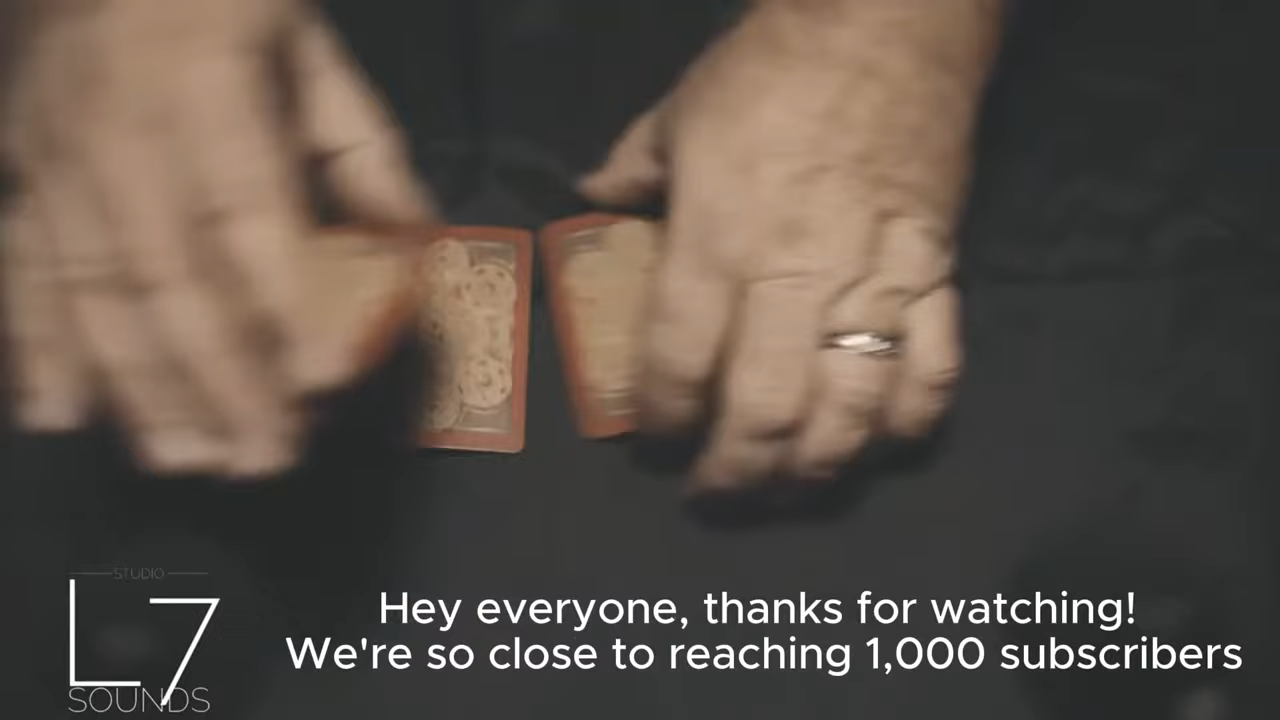 STUDIO
L7
SOUNDS
Hey everyone, thanks for watching!
We're so close to reaching 1,000 subscribers